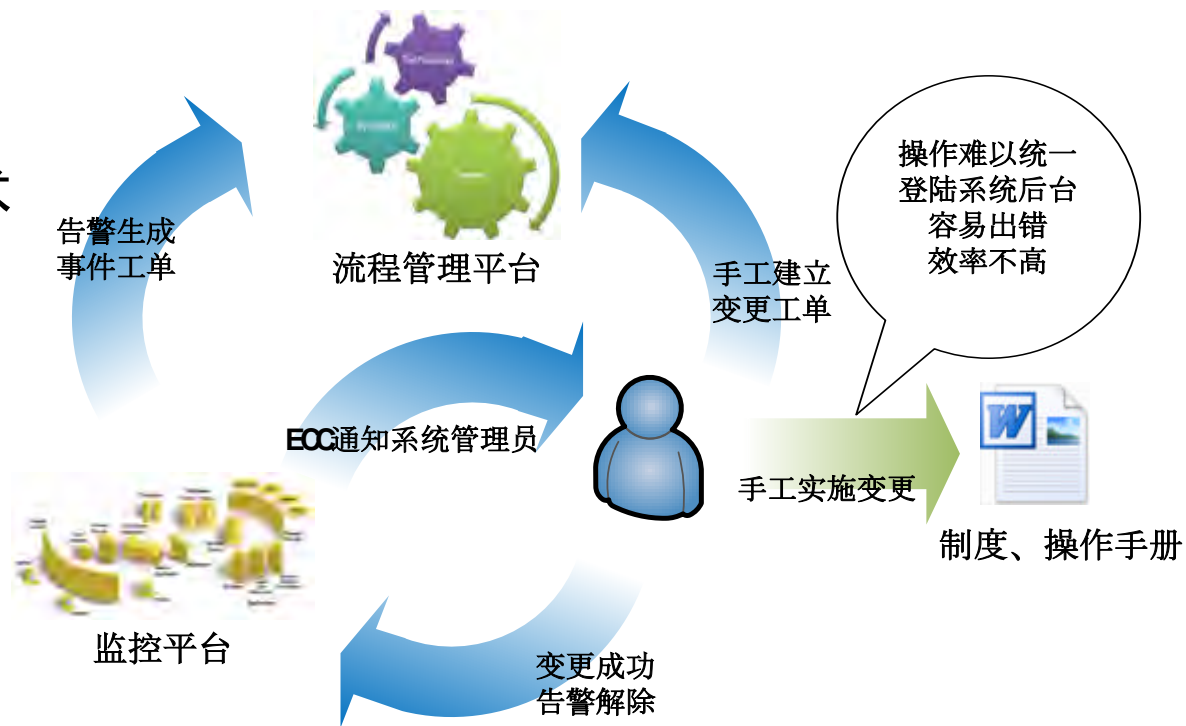 操作难以统一
登陆系统后台
容易出错
效率不高
告警生成
事件工单
流程管理平台
手工建立
变更工单
ECC通知系统管理员
手工实施变更
制度、操作手册
监控平台
变更成功
告警解除